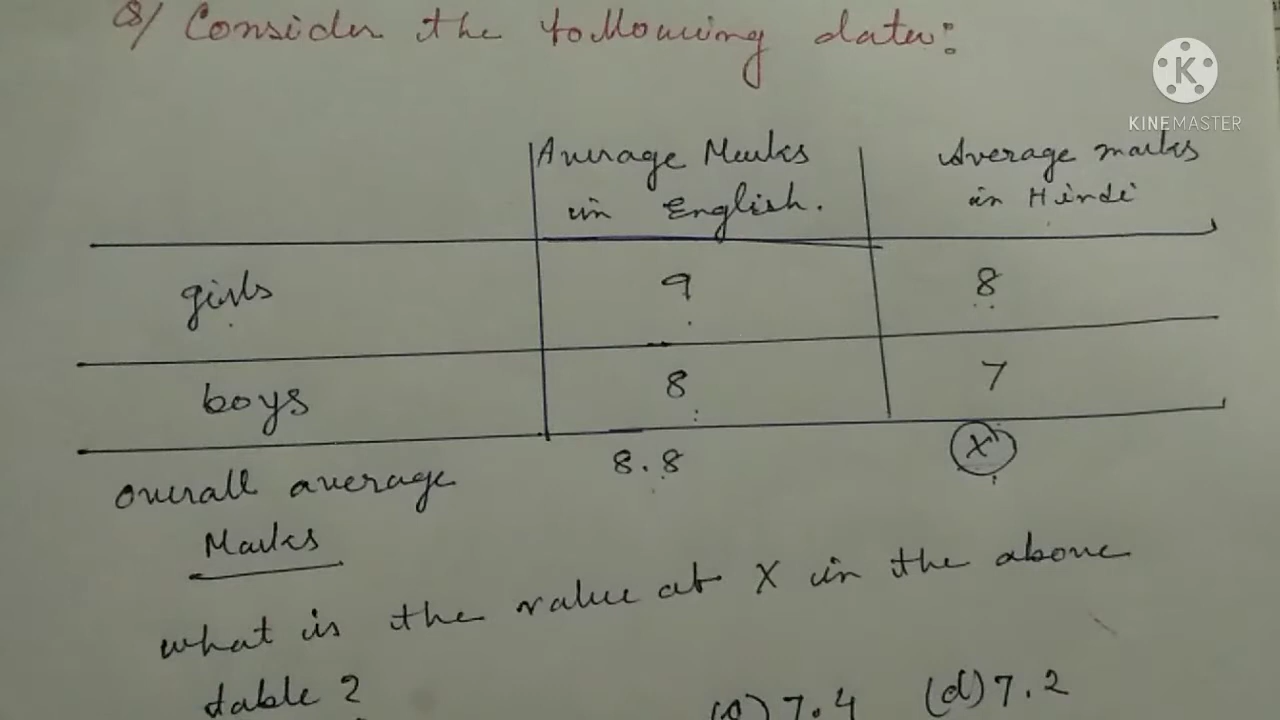 Q/ Consider the following data:
KINEMASTER
Average Marks in English. Average marks in Hindi
girls 9 8
boys 8 7
overall average Marks 8.8 X
what is the value at X in the above
table ?
7.4 (d) 7.2